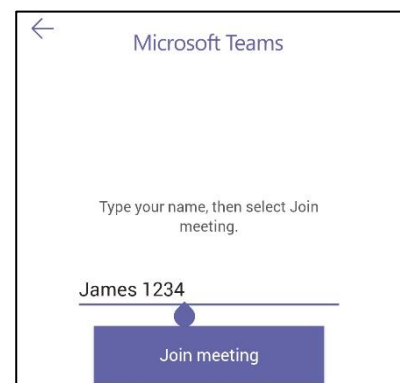 Microsoft Teams
Type your name, then select Join
meeting.
James 1234
Join meeting